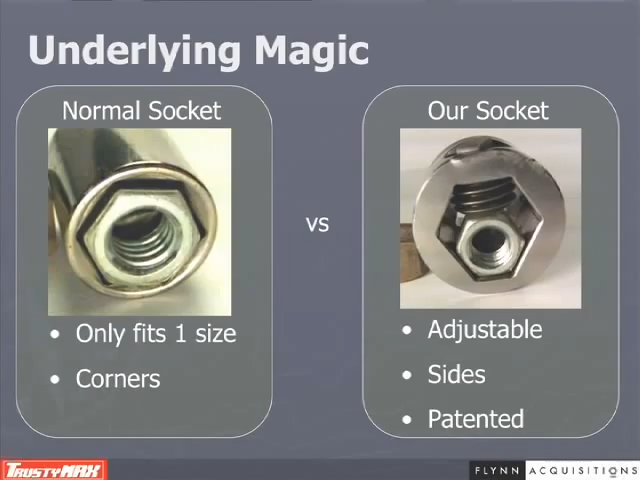 Underlying Magic
Normal Socket
Our Socket
vs
• Only fits 1 size
• Corners
• Adjustable
• Sides
• Patented
TRUSTYMAX
FLYNN ACQUISITIONS